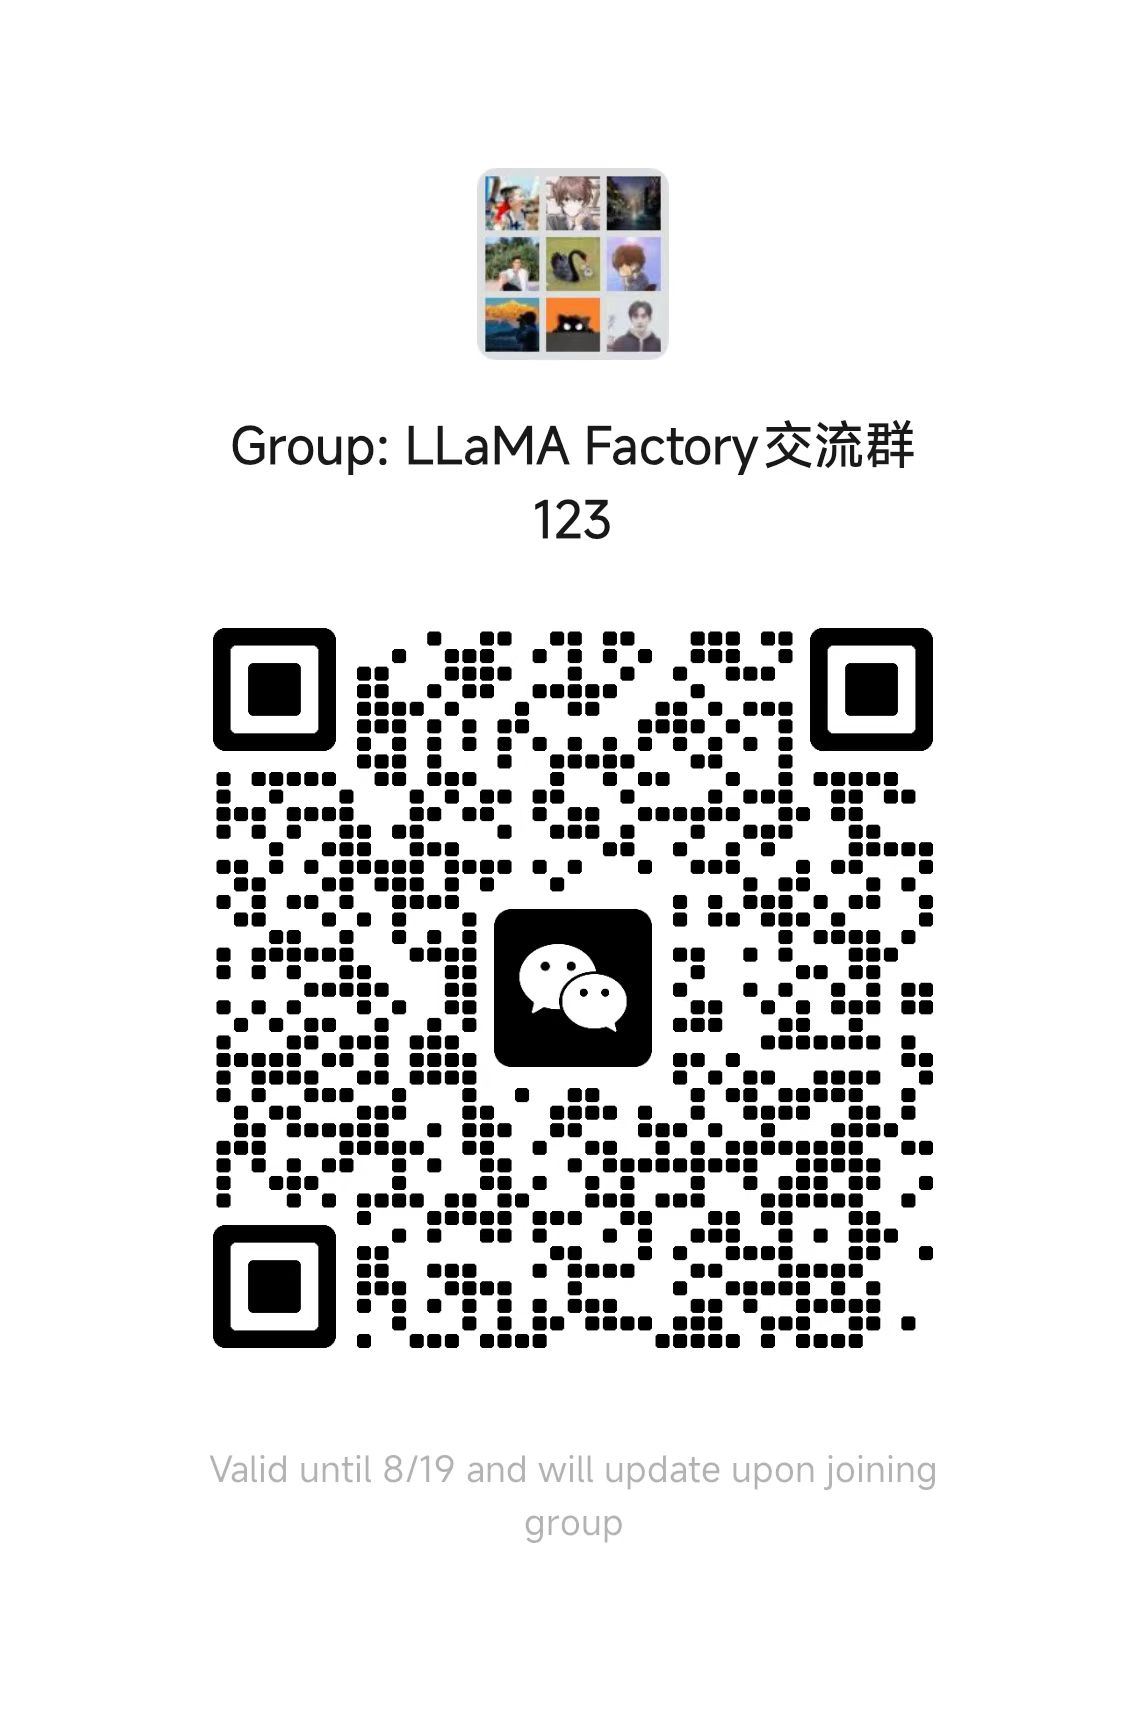 Group: LLaMA Factory交流群
123
Valid until 8/19 and will update upon joining
group